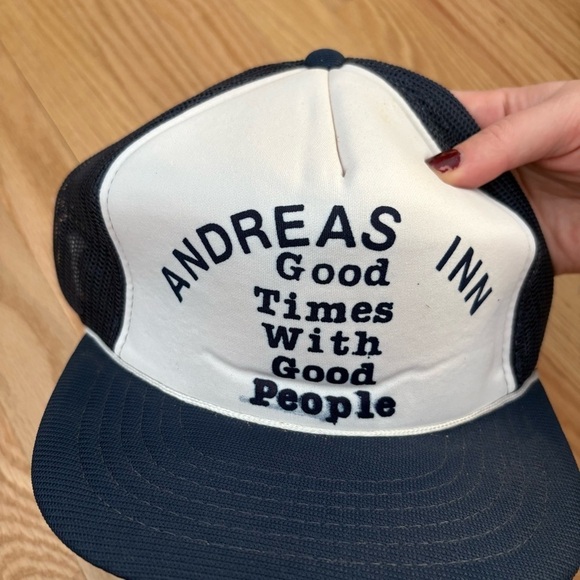 ANDREAS INN
Good
Times
With
Good
People